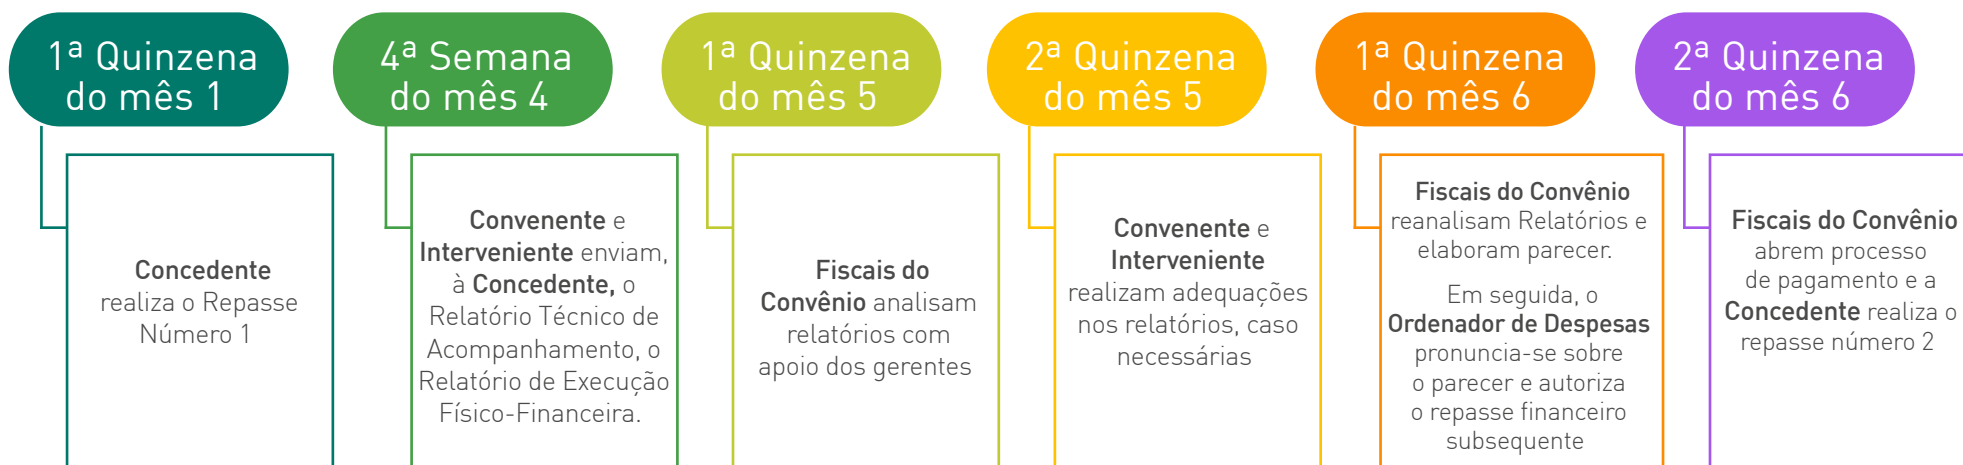 1ª Quinzena
do mês 1
Concedente
realiza o Repasse
Número 1
4ª Semana
do mês 4
Convenente e
Interveniente enviam,
à Concedente, o
Relatório Técnico de
Acompanhamento, o
Relatório de Execução
Físico-Financeira.
1ª Quinzena
do mês 5
Fiscais do
Convênio analisam
relatórios com
apoio dos gerentes
2ª Quinzena
do mês 5
Convenente e
Interveniente
realizam adequações
nos relatórios, caso
necessárias
1ª Quinzena
do mês 6
Fiscais do Convênio
reanalisam Relatórios e
elaboram parecer.
Em seguida, o
Ordenador de Despesas
pronuncia-se sobre
o parecer e autoriza
o repasse financeiro
subsequente
2ª Quinzena
do mês 6
Fiscais do Convênio
abrem processo
de pagamento e a
Concedente realiza o
repasse número 2